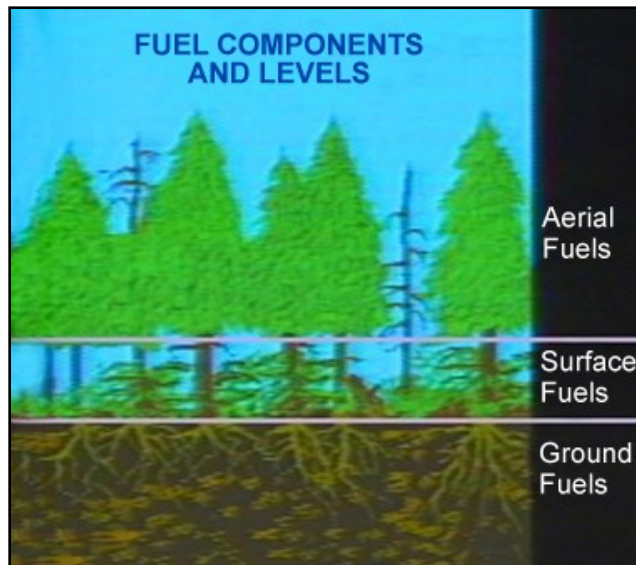 FUEL COMPONENTS
AND LEVELS
Aerial
Fuels
Surface
Fuels
Ground
Fuels